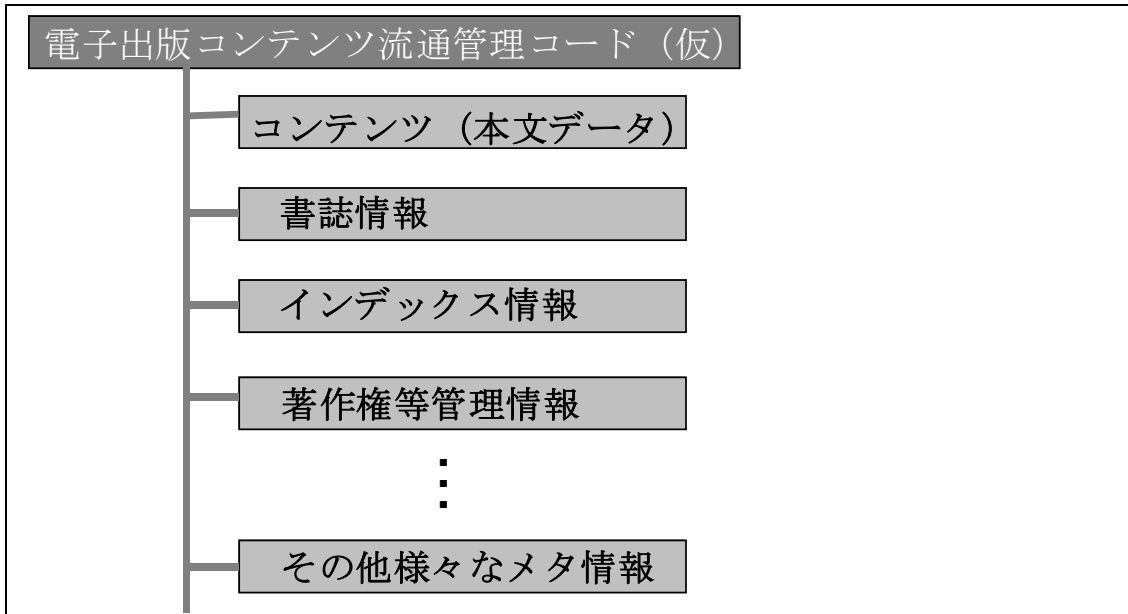 電子出版コンテンツ流通管理コード（仮）
コンテンツ（本文データ）
書誌情報
インデックス情報
著作権等管理情報
⋮
その他様々なメタ情報